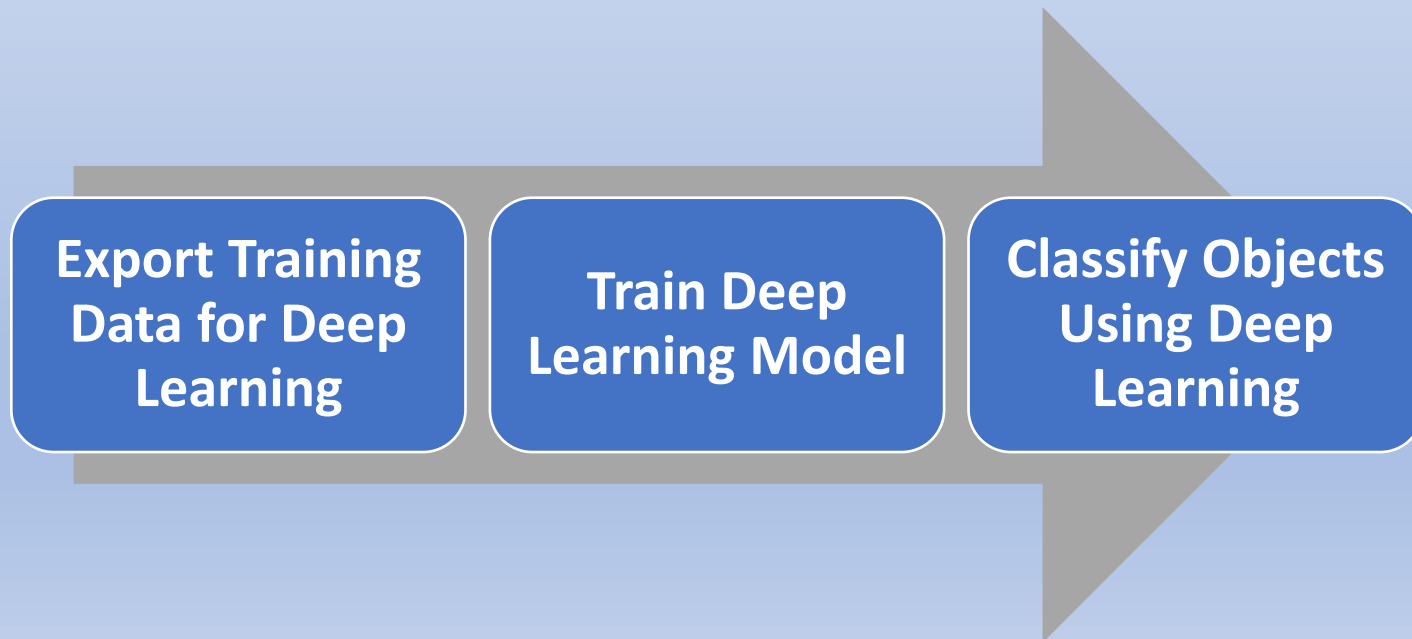 Export Training
Data for Deep
Learning
Train Deep
Learning Model
Classify Objects
Using Deep
Learning